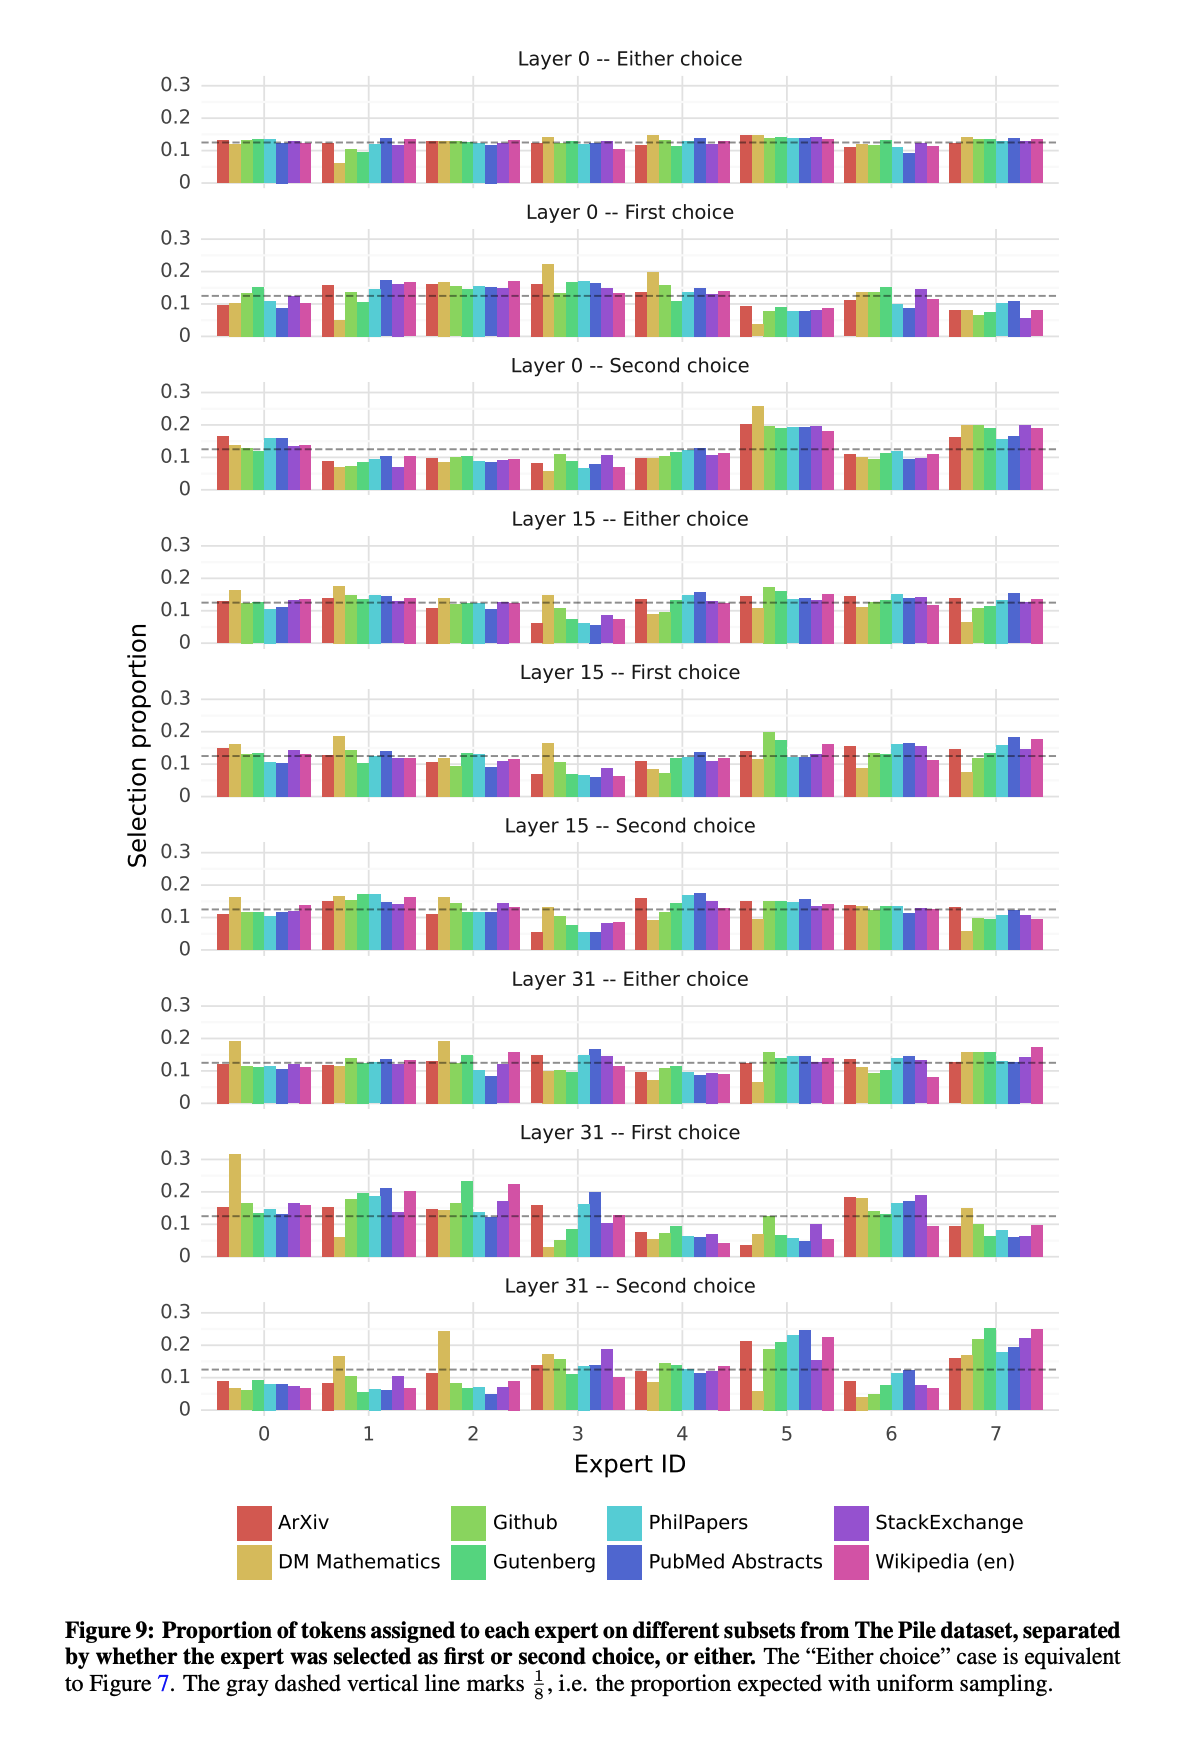 Layer 0 -- Either choice
0.3
0.2
0.1
0
Layer 0 -- First choice
0.3
0.2
0.1
0
Layer 0 -- Second choice
0.3
0.2
0.1
0
Layer 15 -- Either choice
0.3
0.2
0.1
0
Layer 15 -- First choice
0.3
0.2
0.1
0
Layer 15 -- Second choice
0.3
0.2
0.1
0
Layer 31 -- Either choice
0.3
0.2
0.1
0
Layer 31 -- First choice
0.3
0.2
0.1
0
Layer 31 -- Second choice
0.3
0.2
0.1
0
Selection proportion
0 1 2 3 4 5 6 7
Expert ID
ArXiv Github PhilPapers StackExchange
DM Mathematics Gutenberg PubMed Abstracts Wikipedia (en)
Figure 9: Proportion of tokens assigned to each expert on different subsets from The Pile dataset, separated
by whether the expert was selected as first or second choice, or either. The “Either choice” case is equivalent
to Figure 7. The gray dashed vertical line marks 1/8, i.e. the proportion expected with uniform sampling.